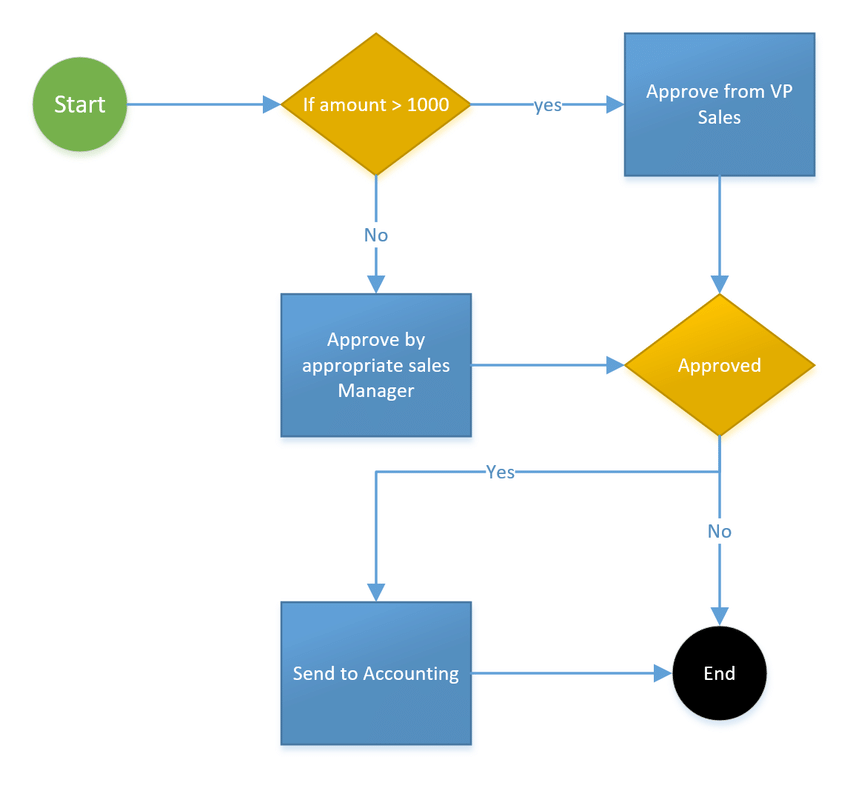 Start
If amount > 1000
yes
Approve from VP
Sales
No
Approve by
appropriate sales
Manager
Approved
Yes
No
Send to Accounting
End